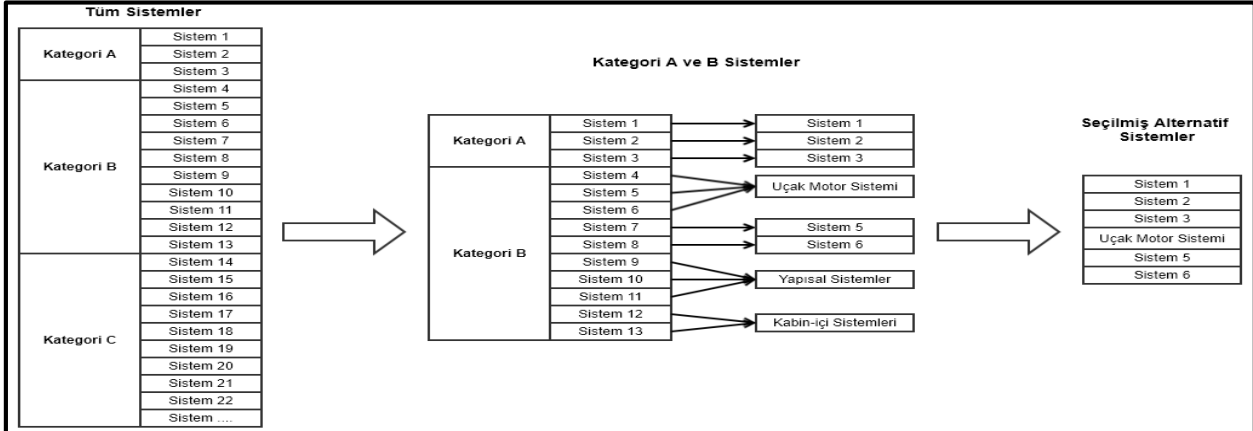 Tüm Sistemler
Kategori A
Sistem 1
Sistem 2
Sistem 3
Kategori B
Sistem 4
Sistem 5
Sistem 6
Sistem 7
Sistem 8
Sistem 9
Sistem 10
Sistem 11
Sistem 12
Sistem 13
Kategori C
Sistem 14
Sistem 15
Sistem 16
Sistem 17
Sistem 18
Sistem 19
Sistem 20
Sistem 21
Sistem 22
Sistem ....
Kategori A ve B Sistemler
Kategori A
Sistem 1
Sistem 2
Sistem 3
Kategori B
Sistem 4
Sistem 5
Sistem 6
Sistem 7
Sistem 8
Sistem 9
Sistem 10
Sistem 11
Sistem 12
Sistem 13
Sistem 1
Sistem 2
Sistem 3
Uçak Motor Sistemi
Sistem 5
Sistem 6
Yapısal Sistemler
Kabin-içi Sistemleri
Seçilmiş Alternatif
Sistemler
Sistem 1
Sistem 2
Sistem 3
Uçak Motor Sistemi
Sistem 5
Sistem 6